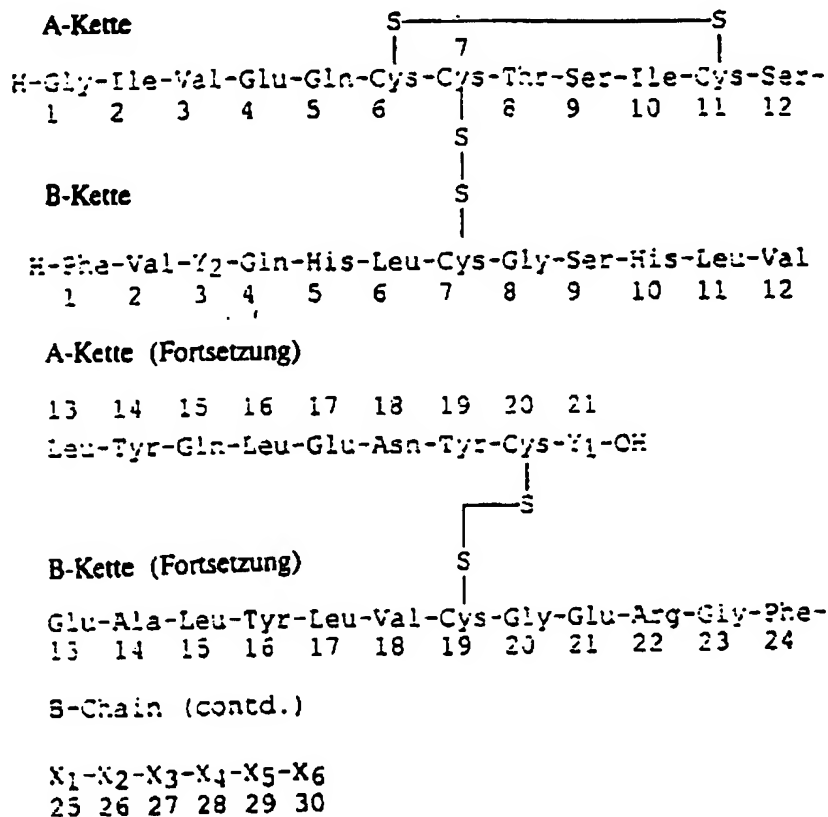 A-Kette
S S
7
H-Gly-Ile-Val-Glu-Gln-Cys-Cys-Thr-Ser-Ile-Cys-Ser-
1 2 3 4 5 6 8 9 10 11 12
S
S
B-Kette
H-Phe-Val-Y2-Gln-His-Leu-Cys-Gly-Ser-His-Leu-Val
1 2 3 4 5 6 7 8 9 10 11 12
A-Kette (Fortsetzung)
13 14 15 16 17 18 19 20 21
Leu-Tyr-Gln-Leu-Glu-Asn-Tyr-Cys-Y1-OH
S
S
B-Kette (Fortsetzung)
Glu-Ala-Leu-Tyr-Leu-Val-Cys-Gly-Glu-Arg-Gly-Phe-
13 14 15 16 17 18 19 20 21 22 23 24
B-Chain (contd.)
X1-X2-X3-X4-X5-X6
25 26 27 28 29 30